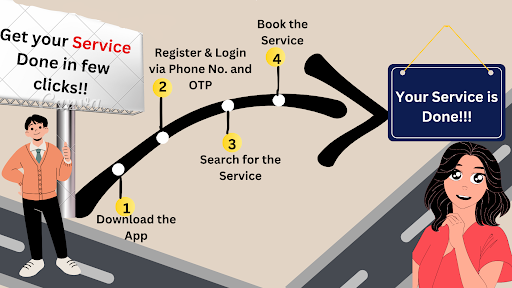 Get your Service
Done in few
clicks!!
1
Download the
App
2
Register & Login
via Phone No. and
OTP
3
Search for the
Service
4
Book the
Service
Your Service is
Done!!!